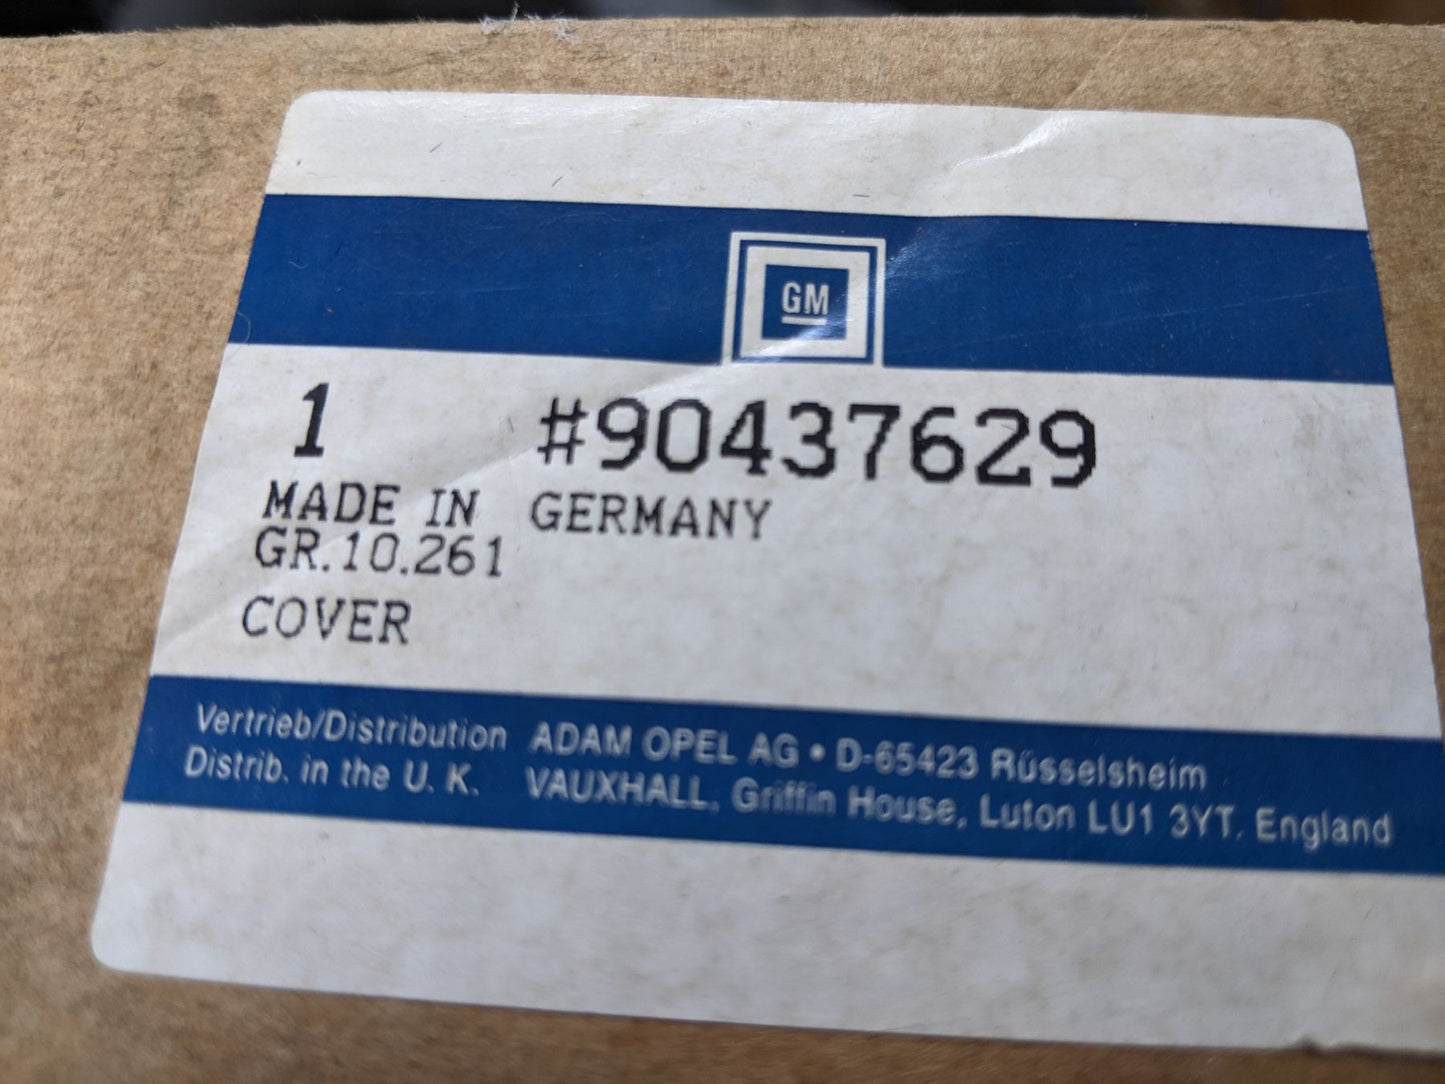 GM
1 #90437629
MADE IN GERMANY
GR.10.261
COVER
Vertrieb/Distribution ADAM OPEL AG • D-65423 Rüsselsheim
Distrib. in the U. K. VAUXHALL, Griffin House, Luton LU1 3YT, England